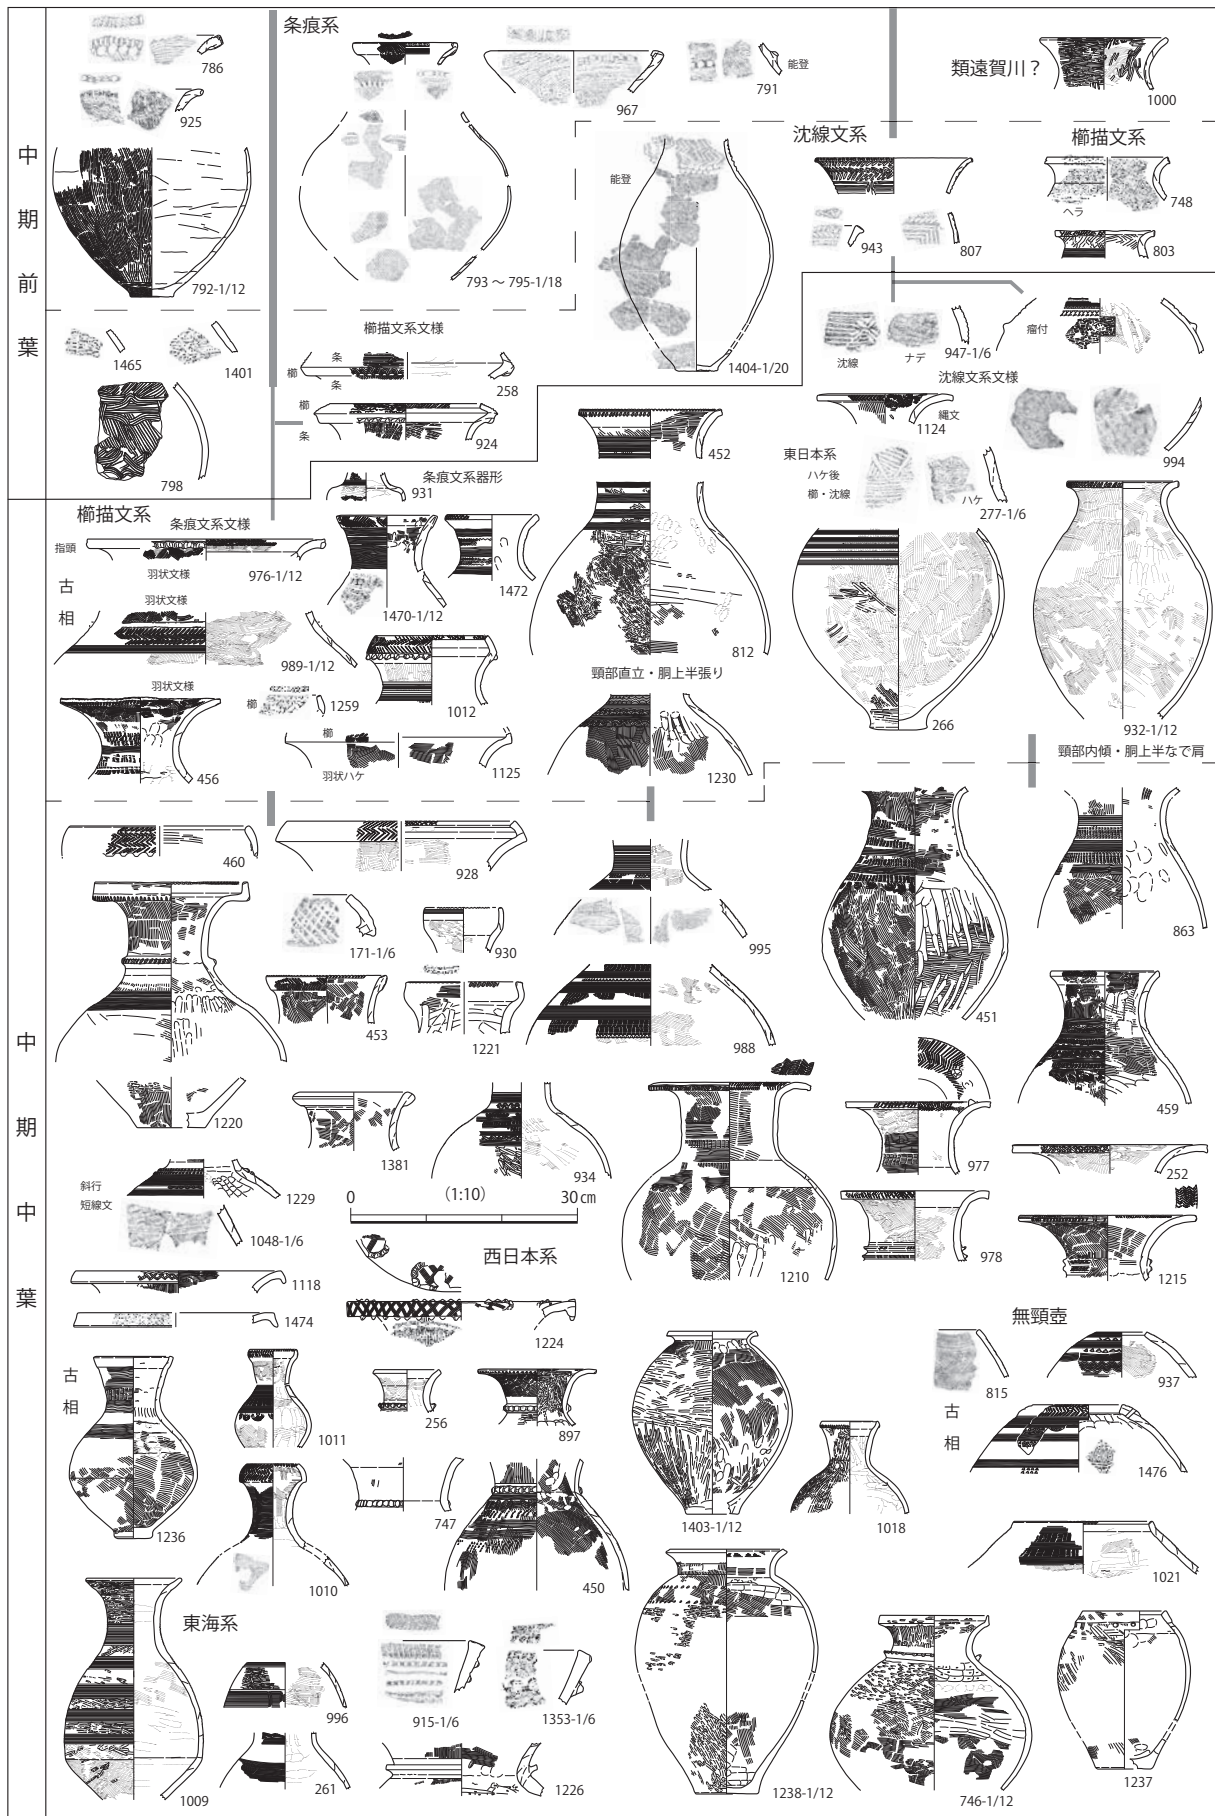 中期前葉
786
925
792-1/12
1465
1401
798
条痕系
793 ～ 795-1/18
967
791
能登
櫛描文系文様
条
櫛
条
258
櫛
条
924
能登
1404-1/20
類遠賀川？
1000
沈線文系
943
807
櫛描文系
ヘラ
748
803
沈線
ナデ
947-1/6
瘤付
沈線文系文様
縄文
1124
994
東日本系
ハケ後
櫛・沈線
ハケ
277-1/6
266
932-1/12
頸部内傾・胴上半なで肩
中期中葉
櫛描文系
条痕文系文様
指頭
羽状文様
976-1/12
古相
羽状文様
989-1/12
羽状文様
456
条痕文系器形
931
1470-1/12
1472
櫛
1259
1012
櫛
羽状ハケ
1125
452
812
頸部直立・胴上半張り
1230
460
928
171-1/6
930
453
1221
995
988
451
863
459
1220
1381
934
斜行
短線文
1229
1048-1/6
0
(1:10)
30 cm
1210
977
978
252
1215
1118
1474
西日本系
1224
古相
1236
1011
1010
256
897
747
450
1403-1/12
1018
無頸壺
815
937
古相
1476
1021
東海系
1009
996
261
915-1/6
1353-1/6
1226
1238-1/12
746-1/12
1237